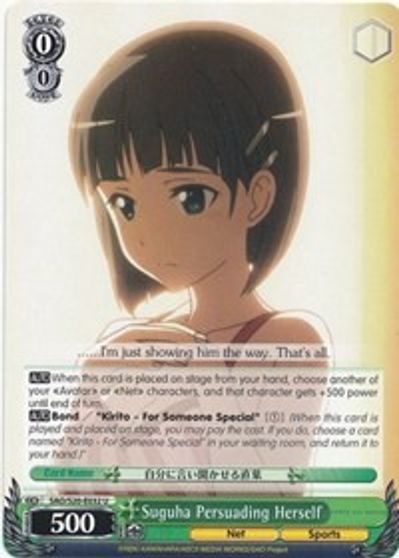 LEVEL
0
0
......I'm just showing him the way. That's all.
AUTO When this card is placed on stage from your hand, choose another of
your «Avatar» or «Net» characters, and that character gets +500 power
until end of turn.
AUTO Bond / "Kirito - For Someone Special" [①] (When this card is
played and placed on stage, you may pay the cost. If you do, choose a card
named "Kirito - For Someone Special" in your waiting room, and return it to
your hand.)
Card Name
自分に言い聞かせる直葉
500
Suguha Persuading Herself
Net
Sports